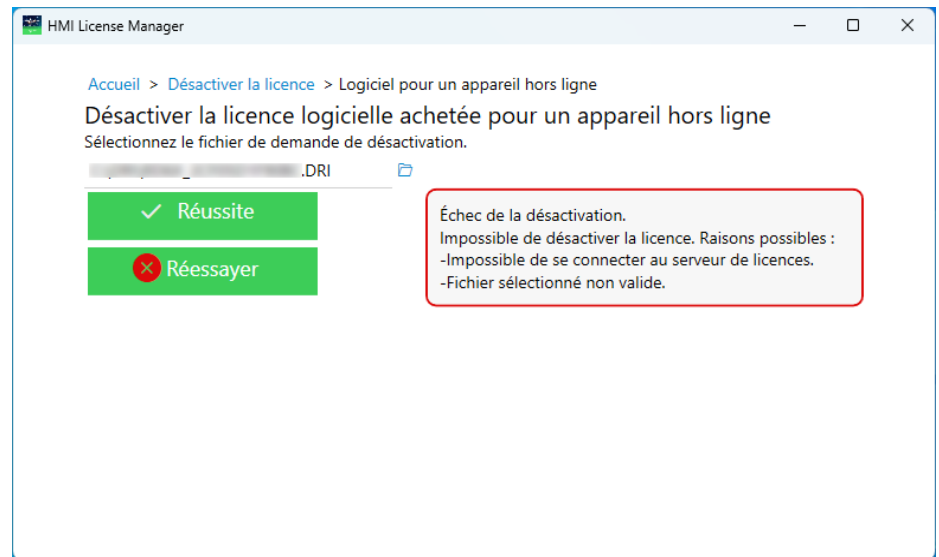 HMI License Manager
Accueil > Désactiver la licence > Logiciel pour un appareil hors ligne
Désactiver la licence logicielle achetée pour un appareil hors ligne
Sélectionnez le fichier de demande de désactivation.
.DRI
Réussite
Réessayer
Échec de la désactivation.
Impossible de désactiver la licence. Raisons possibles :
-Impossible de se connecter au serveur de licences.
-Fichier sélectionné non valide.